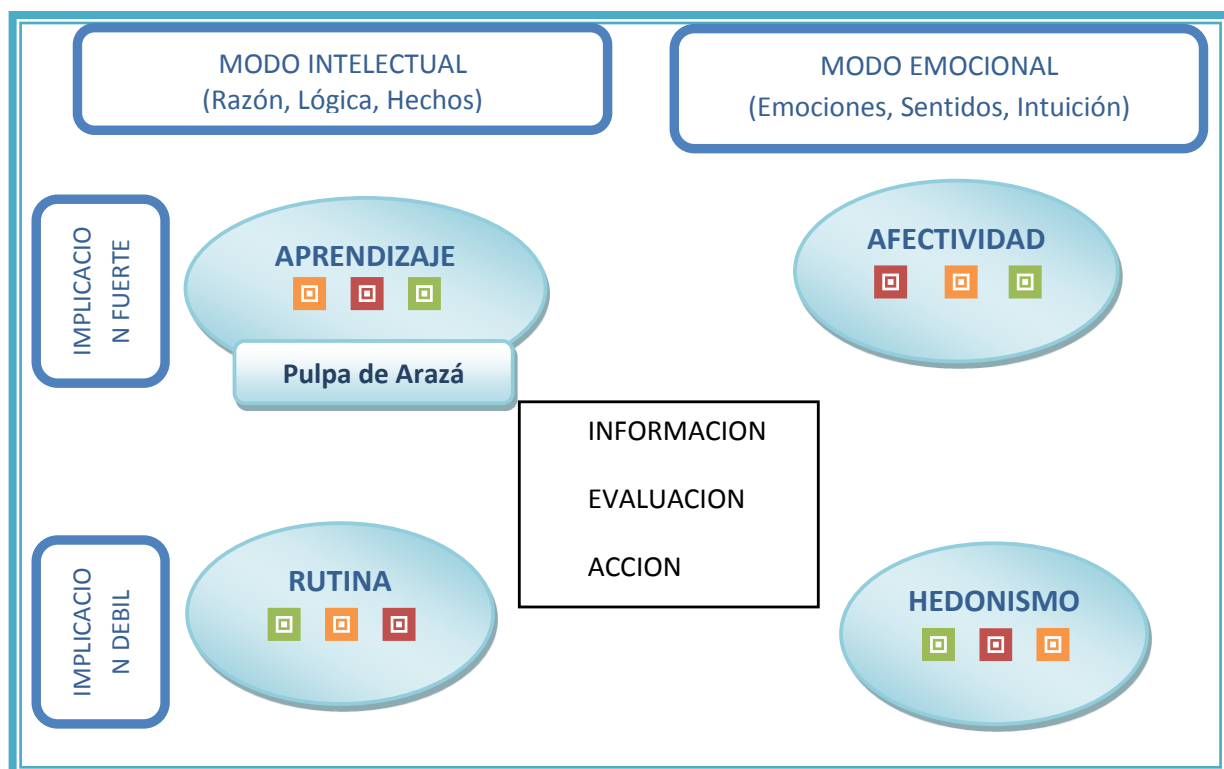 MODO INTELECTUAL
(Razón, Lógica, Hechos)
MODO EMOCIONAL
(Emociones, Sentidos, Intuición)
IMPLICACIO
N FUERTE
APRENDIZAJE
AFECTIVIDAD
Pulpa de Arazá
INFORMACION
EVALUACION
ACCION
IMPLICACIO
N DEBIL
RUTINA
HEDONISMO